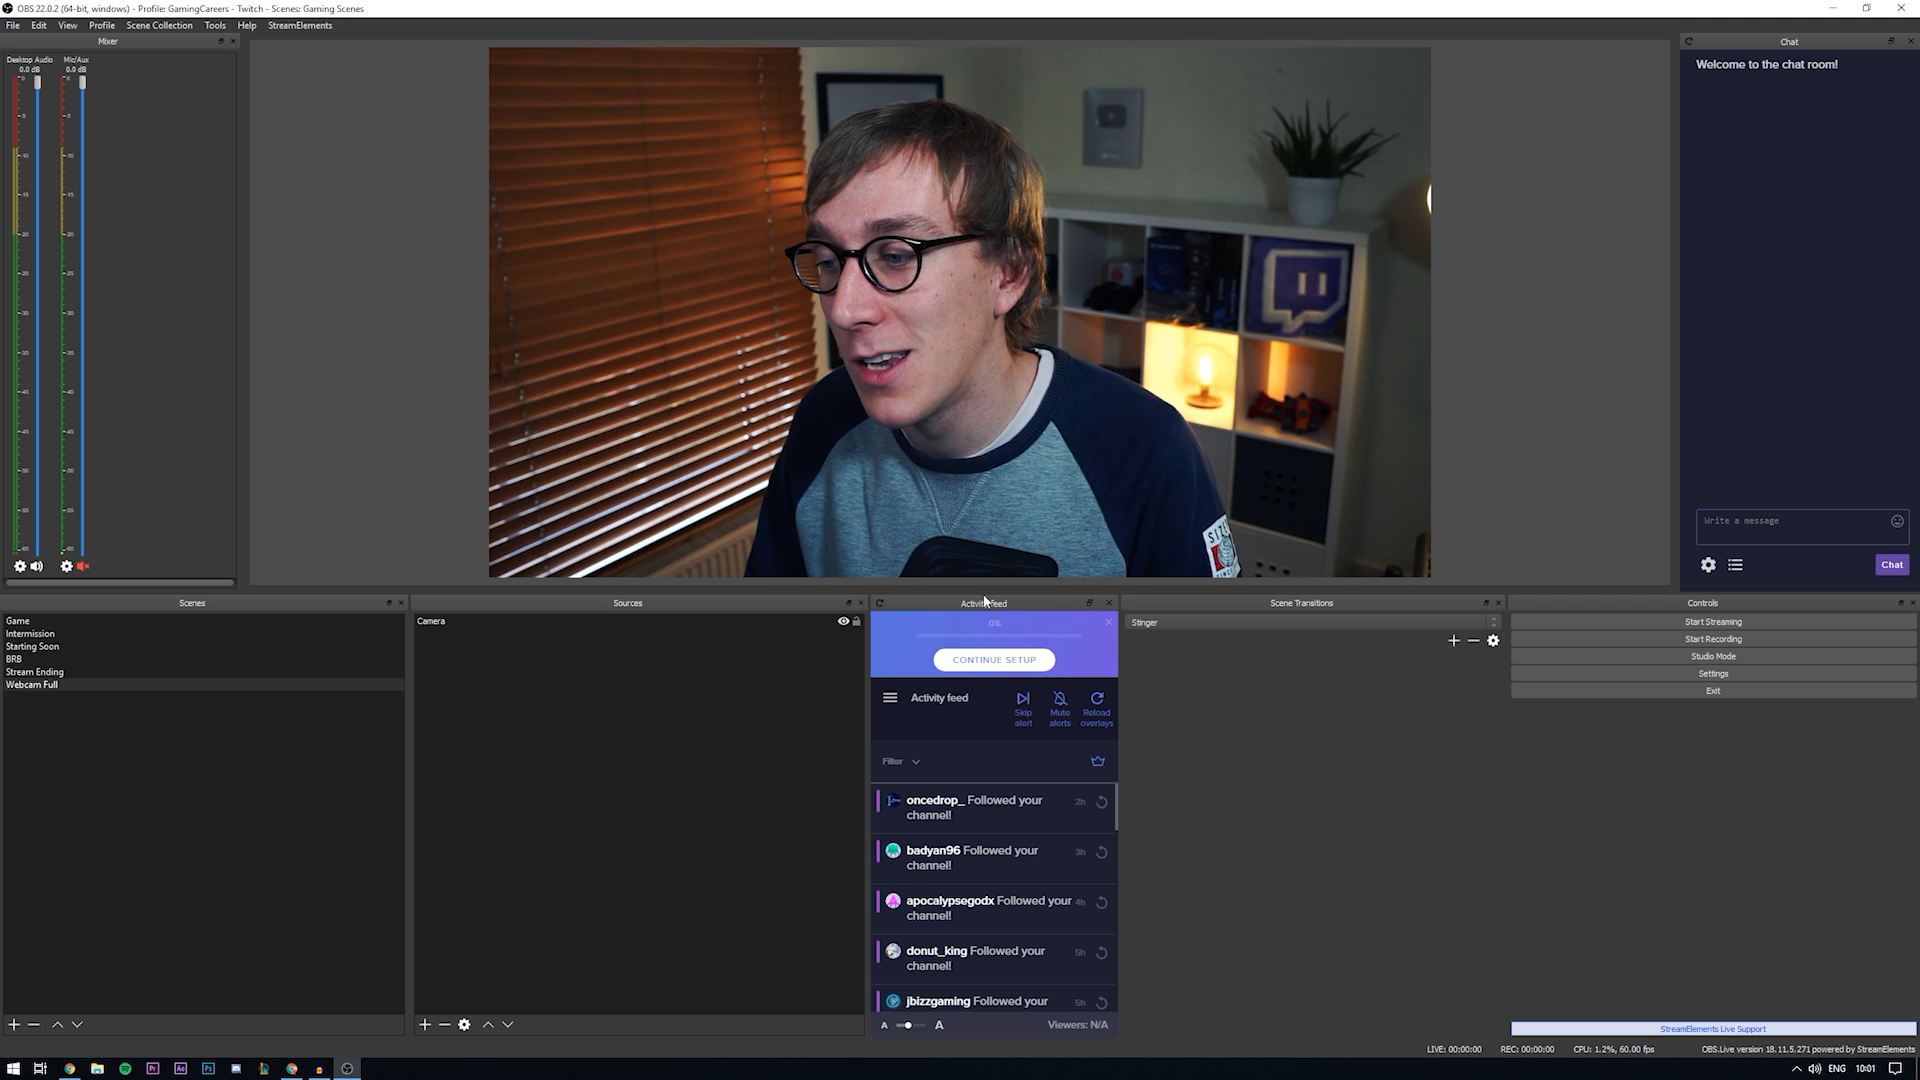 OBS 22.0.2 (64-bit, windows) - Profile: GamingCareers - Twitch - Scenes: Gaming Scenes
File Edit View Profile Scene Collection Tools Help StreamElements
Mixer
Desktop Audio
0.0 dB
Mic/Aux
0.0 dB
Chat
Welcome to the chat room!
Write a message
Chat
Scenes
Game
Intermission
Starting Soon
BRB
Stream Ending
Webcam Full
Sources
Camera
Activity feed
0%
CONTINUE SETUP
Activity feed
Skip alert
Mute alerts
Reload overlays
Filter
oncedrop_ Followed your 2h
channel!
badyan96 Followed your 3h
channel!
apocalypsegodx Followed your 4h
channel!
donut_king Followed your 5h
channel!
jbizzgaming Followed your 5h
A A Viewers: N/A
Scene Transitions
Stinger
Controls
Start Streaming
Start Recording
Studio Mode
Settings
Exit
StreamElements Live Support
LIVE: 00:00:00 REC: 00:00:00 CPU: 1.2%, 60.00 fps OBS.Live version 18.11.5.271 powered by StreamElements
Pr Ae Ps
ENG 10:01